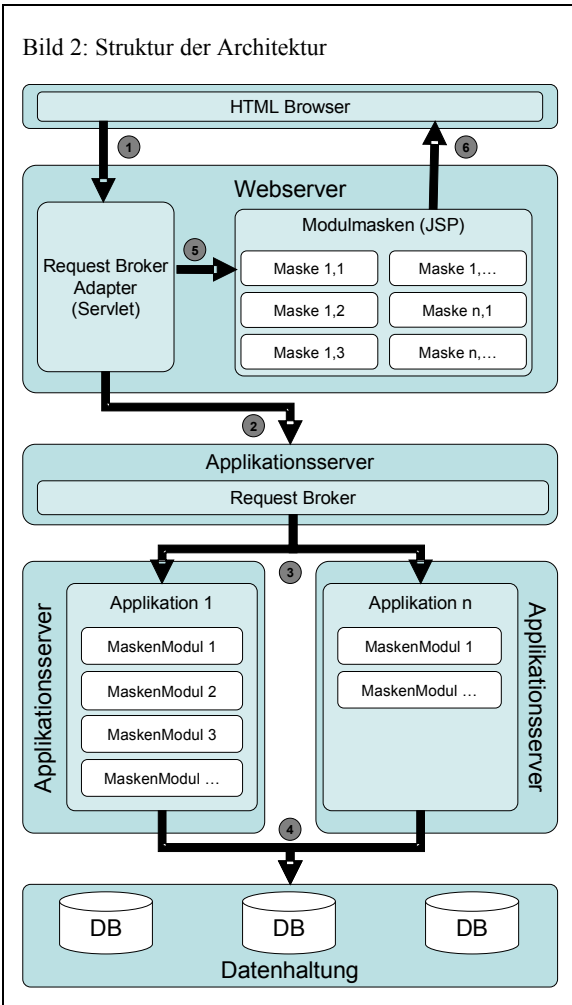 Bild 2: Struktur der Architektur
HTML Browser
1
6
Webserver
Request Broker
Adapter
(Servlet)
5
Modulmasken (JSP)
Maske 1,1
Maske 1,...
Maske 1,2
Maske n,1
Maske 1,3
Maske n,...
2
Applikationsserver
Request Broker
3
Applikationsserver
Applikation 1
MaskenModul 1
MaskenModul 2
MaskenModul 3
MaskenModul ...
Applikation n
MaskenModul 1
MaskenModul ...
Applikationsserver
4
DB
DB
DB
Datenhaltung